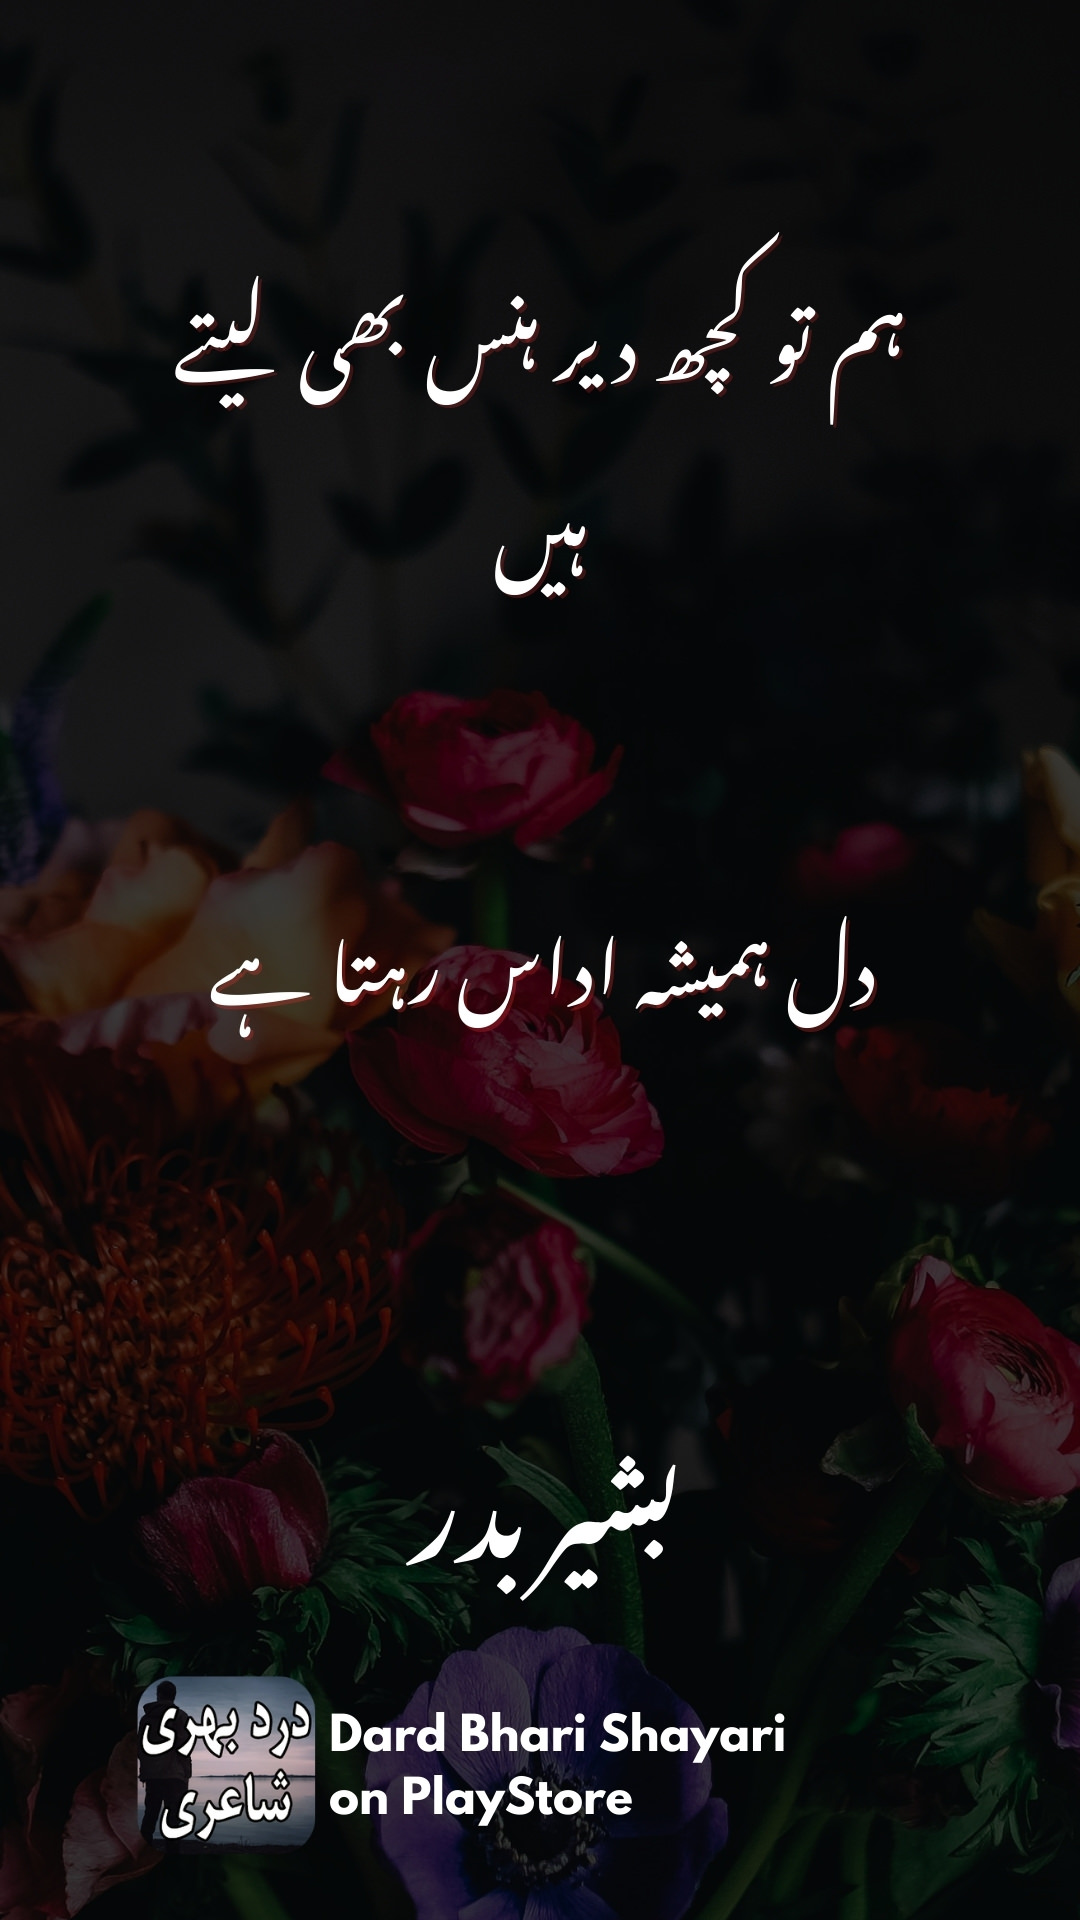 ہم تو کچھ دیر ہنس بھی لیتے
ہیں
دل ہمیشہ اداس رہتا ہے
بشیر بدر
درد بھری
شاعری
Dard Bhari Shayari
on PlayStore